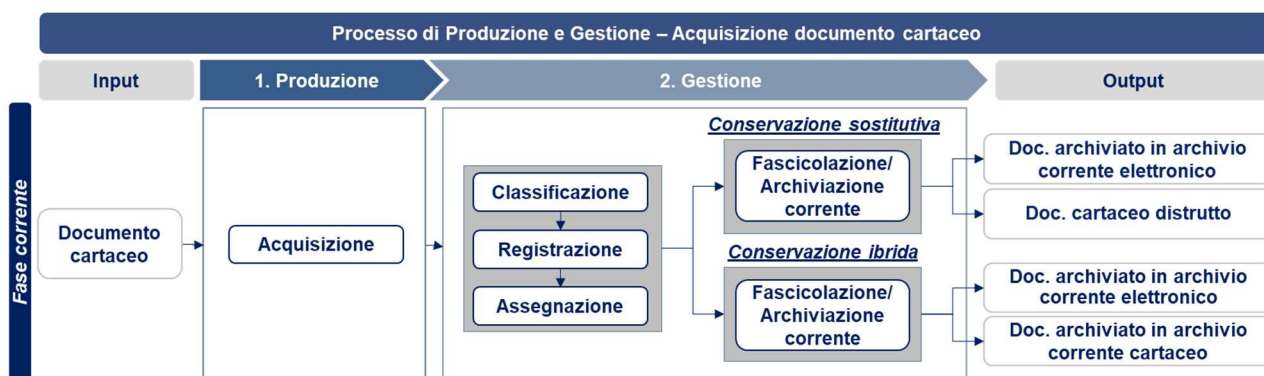 Processo di Produzione e Gestione – Acquisizione documento cartaceo
Input
1. Produzione
2. Gestione
Output
Fase corrente
Documento
cartaceo
Acquisizione
Classificazione
Registrazione
Assegnazione
Conservazione sostitutiva
Fascicolazione/
Archiviazione
corrente
Conservazione ibrida
Fascicolazione/
Archiviazione
corrente
Doc. archiviato in archivio
corrente elettronico
Doc. cartaceo distrutto
Doc. archiviato in archivio
corrente elettronico
Doc. archiviato in archivio
corrente cartaceo